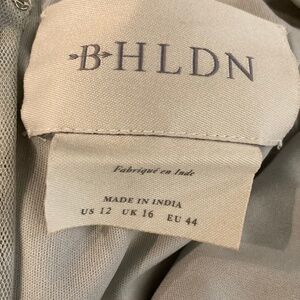 BHLDN
Fabriqué en Inde
MADE IN INDIA
US 12 UK 16 EU 44